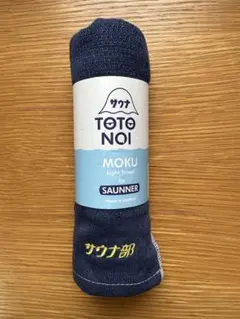 サウナ
TOTO
NOI
MOKU
Light Towel
for
SAUNNER
サウナ部